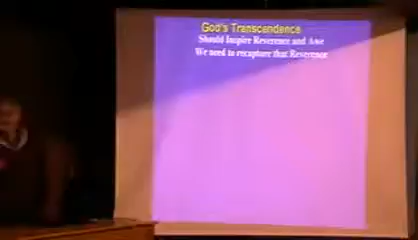 God's Transcendence
Should Inspire Reverence and Awe
We need to recapture that Reverence